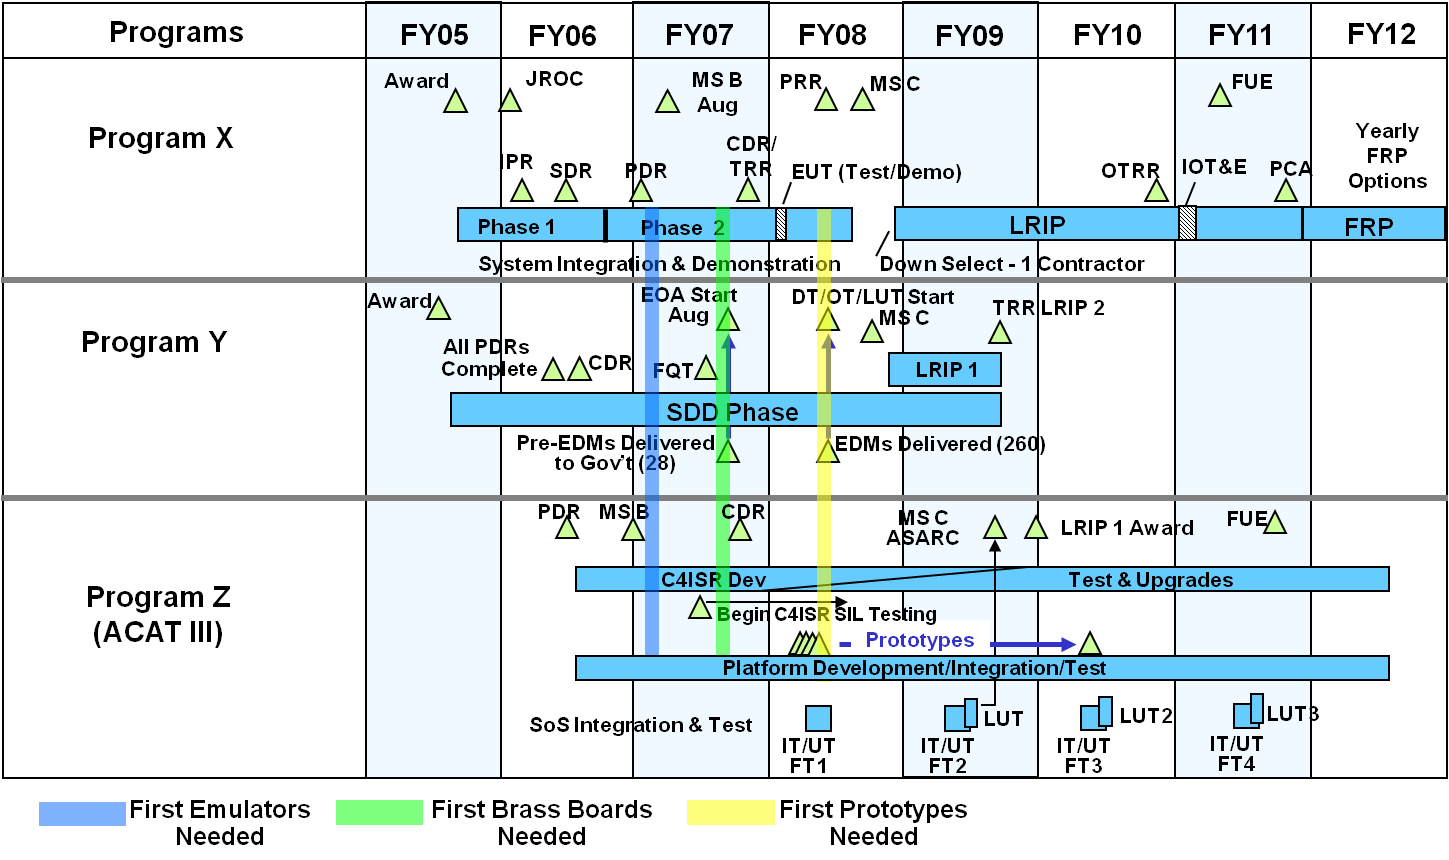 Programs
FY05
FY06
FY07
FY08
FY09
FY10
FY11
FY12
Program X
Award
JROC
MS B
Aug
PRR
MS C
FUE
IPR
SDR
PDR
CDR/
TRR
EUT (Test/Demo)
OTRR
IOT&E
PCA
Yearly
FRP
Options
Phase 1
Phase 2
LRIP
FRP
System Integration & Demonstration
Down Select - 1 Contractor
Program Y
Award
EOA Start
Aug
DT/OT/LUT Start
MS C
TRR LRIP 2
All PDRs
Complete
CDR
FQT
LRIP 1
SDD Phase
Pre-EDMs Delivered
to Gov't (28)
EDMs Delivered (260)
Program Z
(ACAT III)
PDR
MS B
CDR
MS C
ASARC
LRIP 1 Award
FUE
C4ISR Dev
Test & Upgrades
Begin C4ISR SIL Testing
Prototypes
Platform Development/Integration/Test
SoS Integration & Test
IT/UT
FT1
LUT
IT/UT
FT2
LUT2
IT/UT
FT3
LUT3
IT/UT
FT4
First Emulators
Needed
First Brass Boards
Needed
First Prototypes
Needed